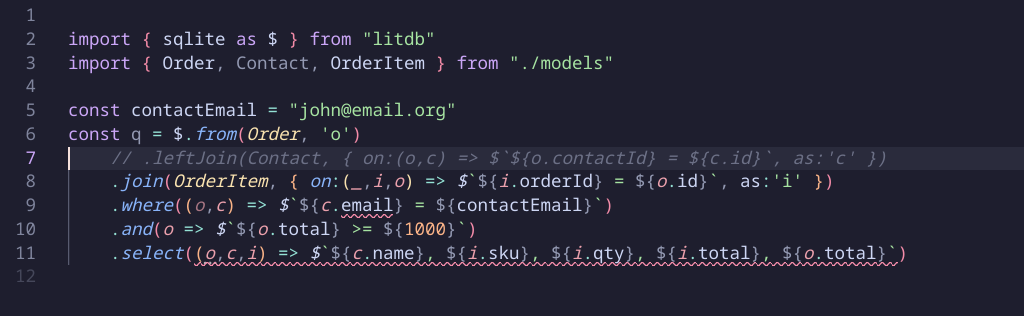 1
2 import { sqlite as $ } from "litdb"
3 import { Order, Contact, OrderItem } from "./models"
4
5 const contactEmail = "john@email.org"
6 const q = $.from(Order, 'o')
7     // .leftJoin(Contact, { on:(o,c) => $`${o.contactId} = ${c.id}`, as:'c' })
8     .join(OrderItem, { on:(_,i,o) => $`${i.orderId} = ${o.id}`, as:'i' })
9     .where((o,c) => $`${c.email} = ${contactEmail}`)
10     .and(o => $`${o.total} >= ${1000}`)
11     .select((o,c,i) => $`${c.name}, ${i.sku}, ${i.qty}, ${i.total}, ${o.total}`)
12